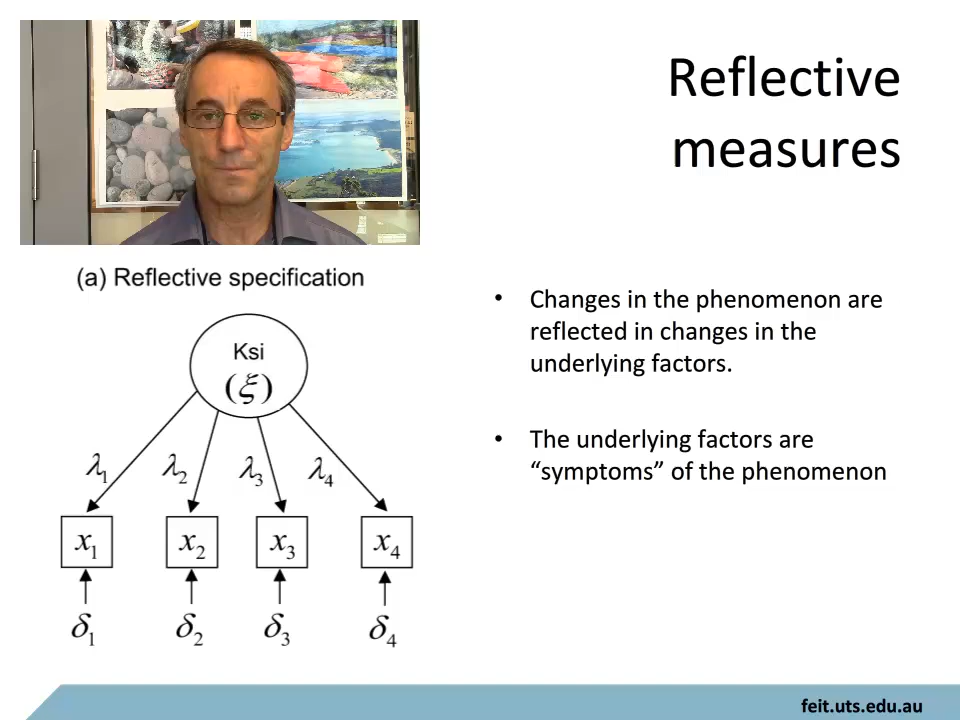 Reflective
measures
(a) Reflective specification
Ksi
(ξ)
λ1 λ2 λ3 λ4
x1 x2 x3 x4
δ1 δ2 δ3 δ4
• Changes in the phenomenon are
reflected in changes in the
underlying factors.
• The underlying factors are
“symptoms” of the phenomenon
feit.uts.edu.au